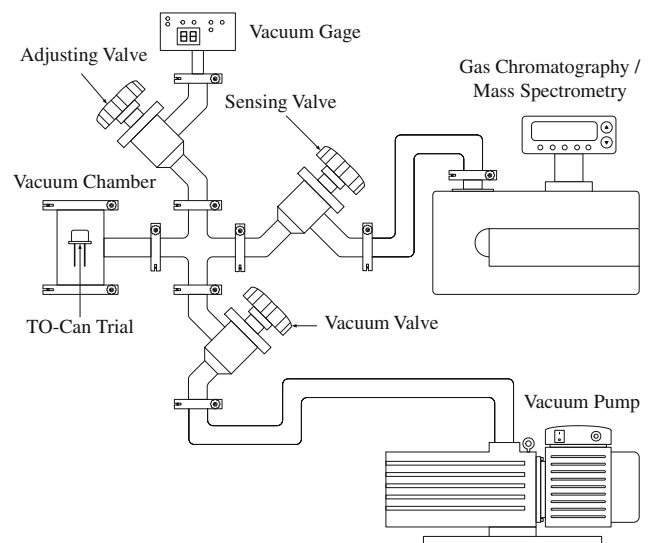 Vacuum Gage
Adjusting Valve
Gas Chromatography /
Mass Spectrometry
Sensing Valve
Vacuum Chamber
TO-Can Trial
Vacuum Valve
Vacuum Pump